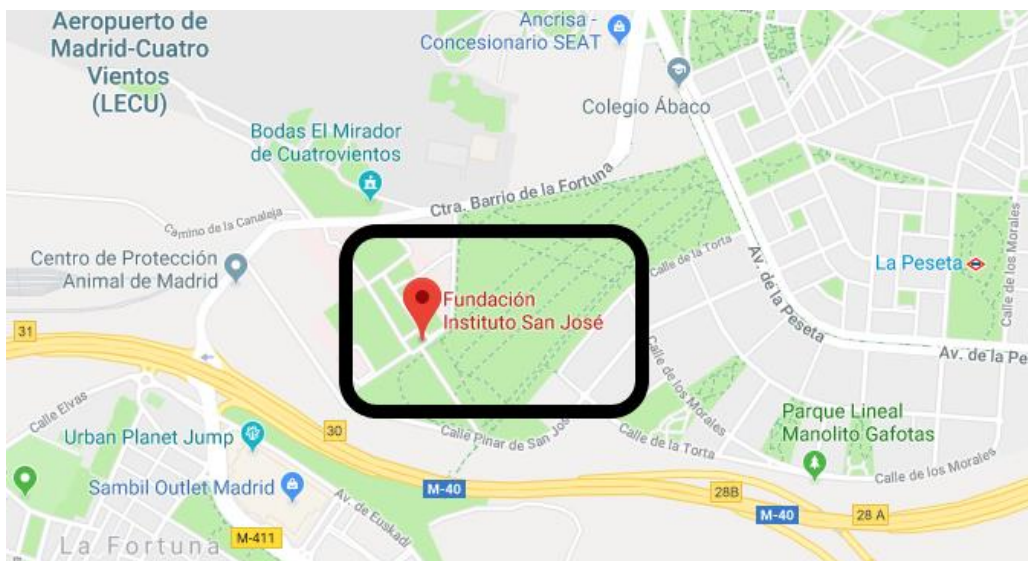 Aeropuerto de
Madrid-Cuatro
Vientos
(LECU)
Ancrisa -
Concesionario SEAT
Colegio Ábaco
Bodas El Mirador
de Cuatrovientos
Ctra. Barrio de la Fortuna
Camino de la Canaleja
Centro de Protección
Animal de Madrid
Calle de la Torta
La Peseta
Calle de los Morales
Av. de la Peseta
Fundación
Instituto San José
31
Av. de la Pe
Calle de los Morales
Calle Elvas
Urban Planet Jump
30
Calle Pinar de San José
Calle de la Torta
Parque Lineal
Manolito Gafotas
Calle de los Morales
Sambil Outlet Madrid
M-40
28B
M-40
28 A
Av. de Euskadi
La Fortuna
M-411